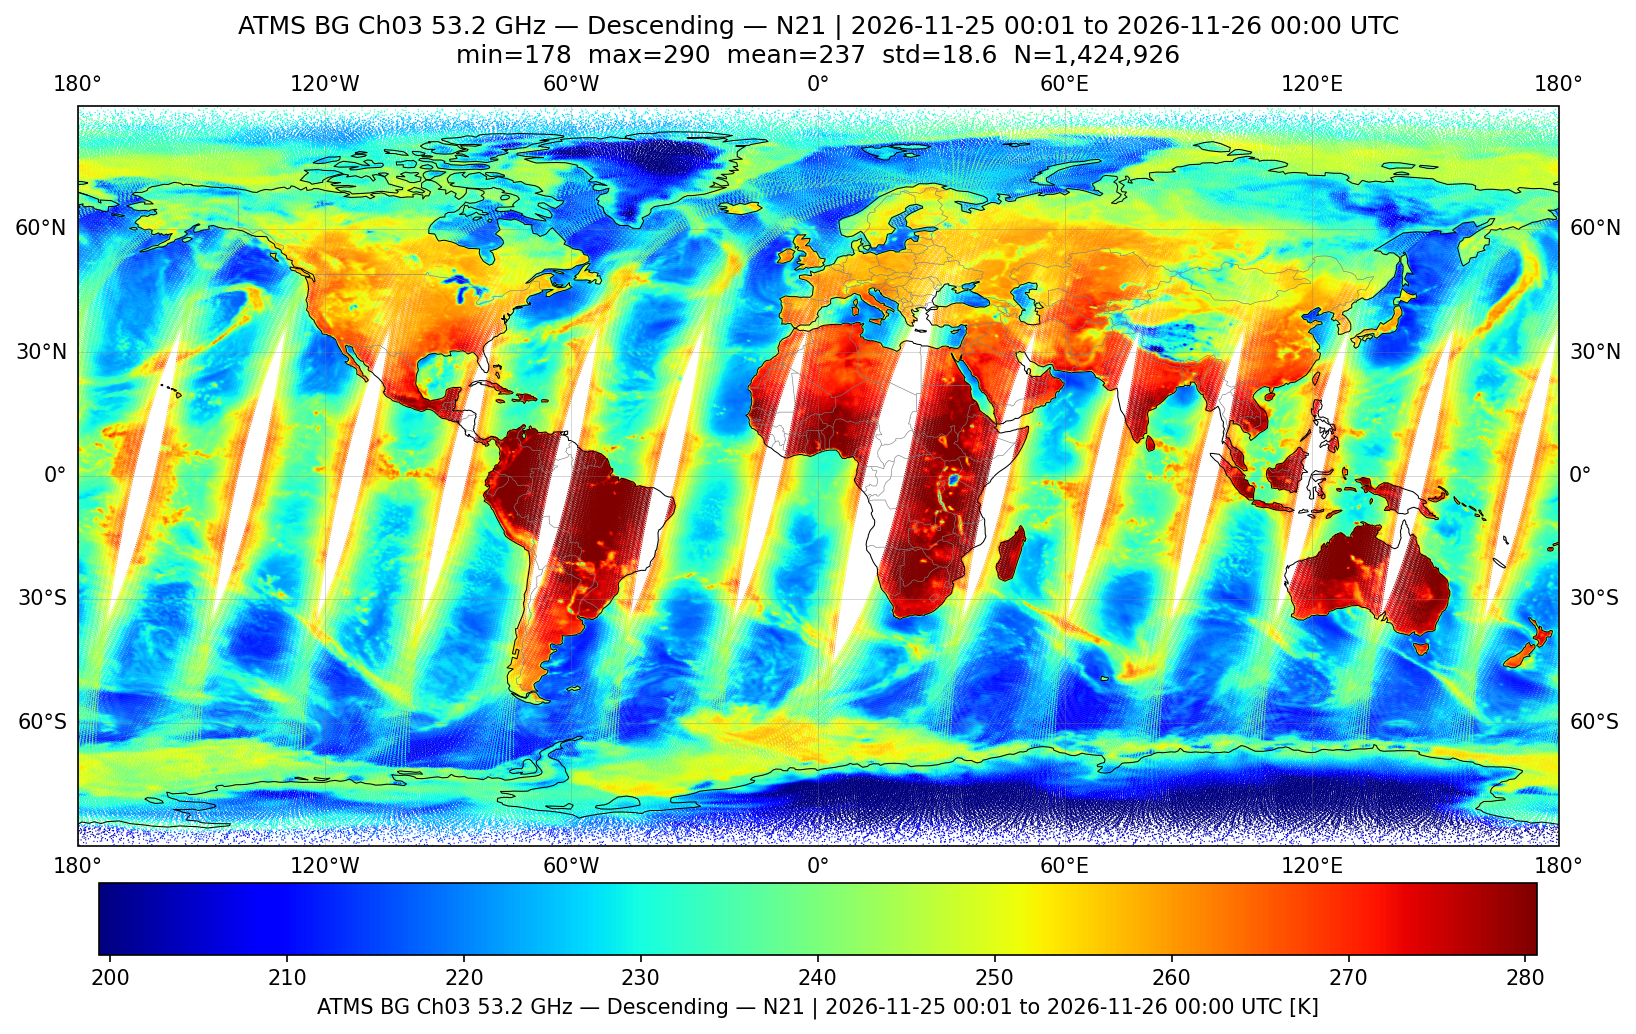 ATMS BG Ch03 53.2 GHz — Descending — N21 | 2026-11-25 00:01 to 2026-11-26 00:00 UTC
min=178 max=290 mean=237 std=18.6 N=1,424,926
180° 120°W 60°W 0° 60°E 120°E 180°
60°N 60°N
30°N 30°N
0° 0°
30°S 30°S
60°S 60°S
180° 120°W 60°W 0° 60°E 120°E 180°
200 210 220 230 240 250 260 270 280
ATMS BG Ch03 53.2 GHz — Descending — N21 | 2026-11-25 00:01 to 2026-11-26 00:00 UTC [K]